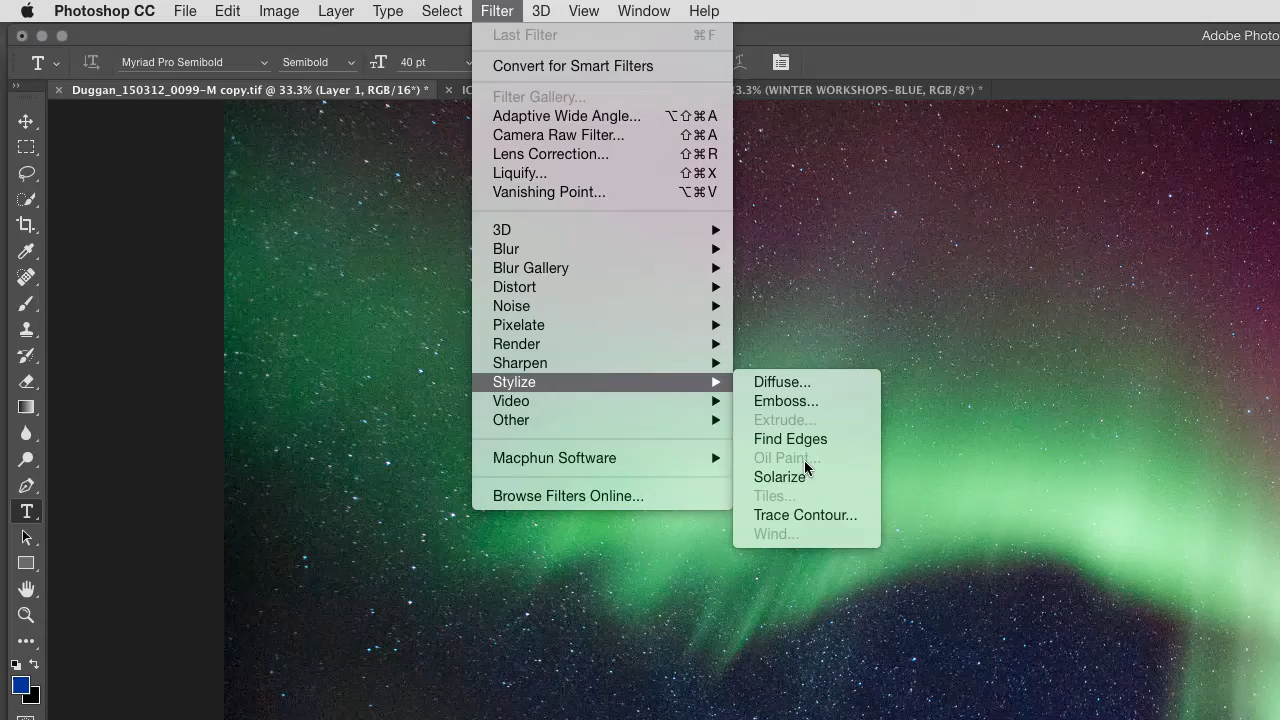 Photoshop CC File Edit Image Layer Type Select Filter 3D View Window Help
Adobe Photo
T Myriad Pro Semibold Semibold 40 pt
Duggan_150312_0099-M copy.tif @ 33.3% (Layer 1, RGB/16*) * 33.3% (WINTER WORKSHOPS-BLUE, RGB/8*) *
Last Filter ⌘F
Convert for Smart Filters
Filter Gallery...
Adaptive Wide Angle... ⌥⇧⌘A
Camera Raw Filter... ⇧⌘A
Lens Correction... ⇧⌘R
Liquify... ⇧⌘X
Vanishing Point... ⌥⌘V
3D
Blur
Blur Gallery
Distort
Noise
Pixelate
Render
Sharpen
Stylize
Video
Other
Macphun Software
Browse Filters Online...
Diffuse...
Emboss...
Extrude...
Find Edges
Oil Paint...
Solarize
Tiles...
Trace Contour...
Wind...